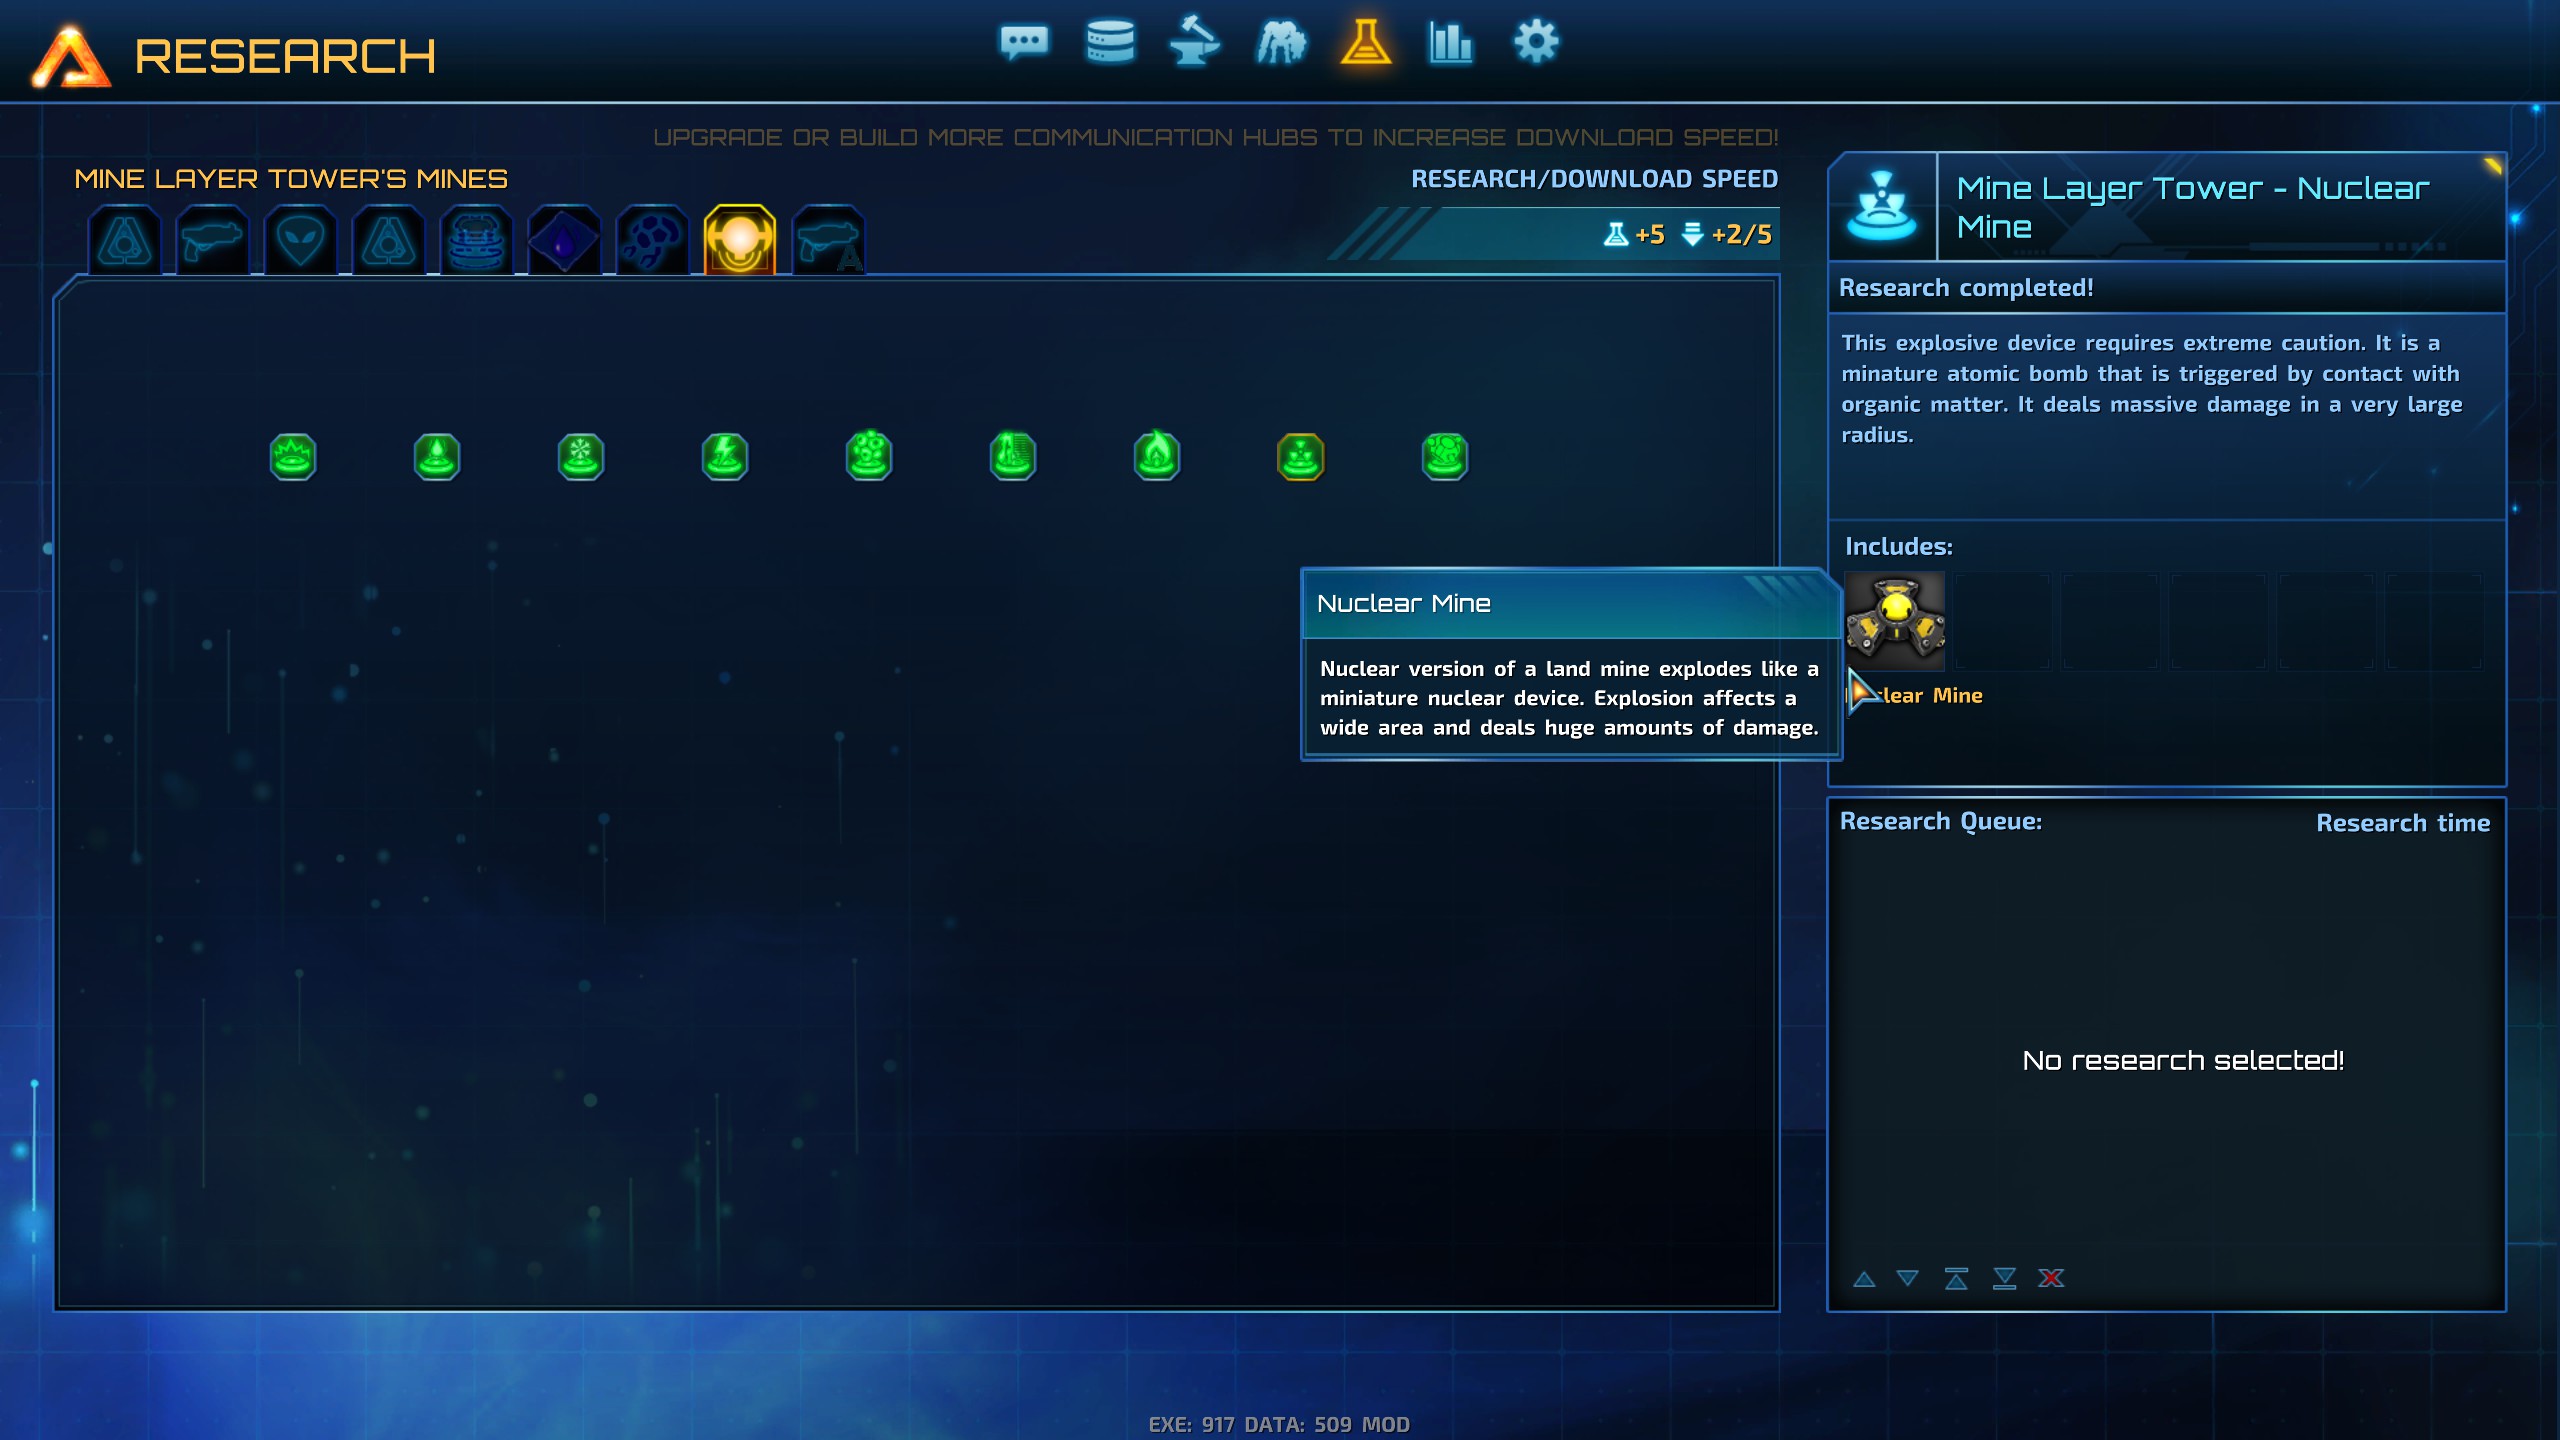 RESEARCH
UPGRADE OR BUILD MORE COMMUNICATION HUBS TO INCREASE DOWNLOAD SPEED!
MINE LAYER TOWER'S MINES
RESEARCH/DOWNLOAD SPEED
+5 +2/5
A
Mine Layer Tower - Nuclear
Mine
Research completed!
This explosive device requires extreme caution. It is a
minature atomic bomb that is triggered by contact with
organic matter. It deals massive damage in a very large
radius.
Includes:
Nuclear Mine
Nuclear version of a land mine explodes like a
miniature nuclear device. Explosion affects a
wide area and deals huge amounts of damage.
clear Mine
Research Queue:
Research time
No research selected!
EXE: 917 DATA: 509 MOD